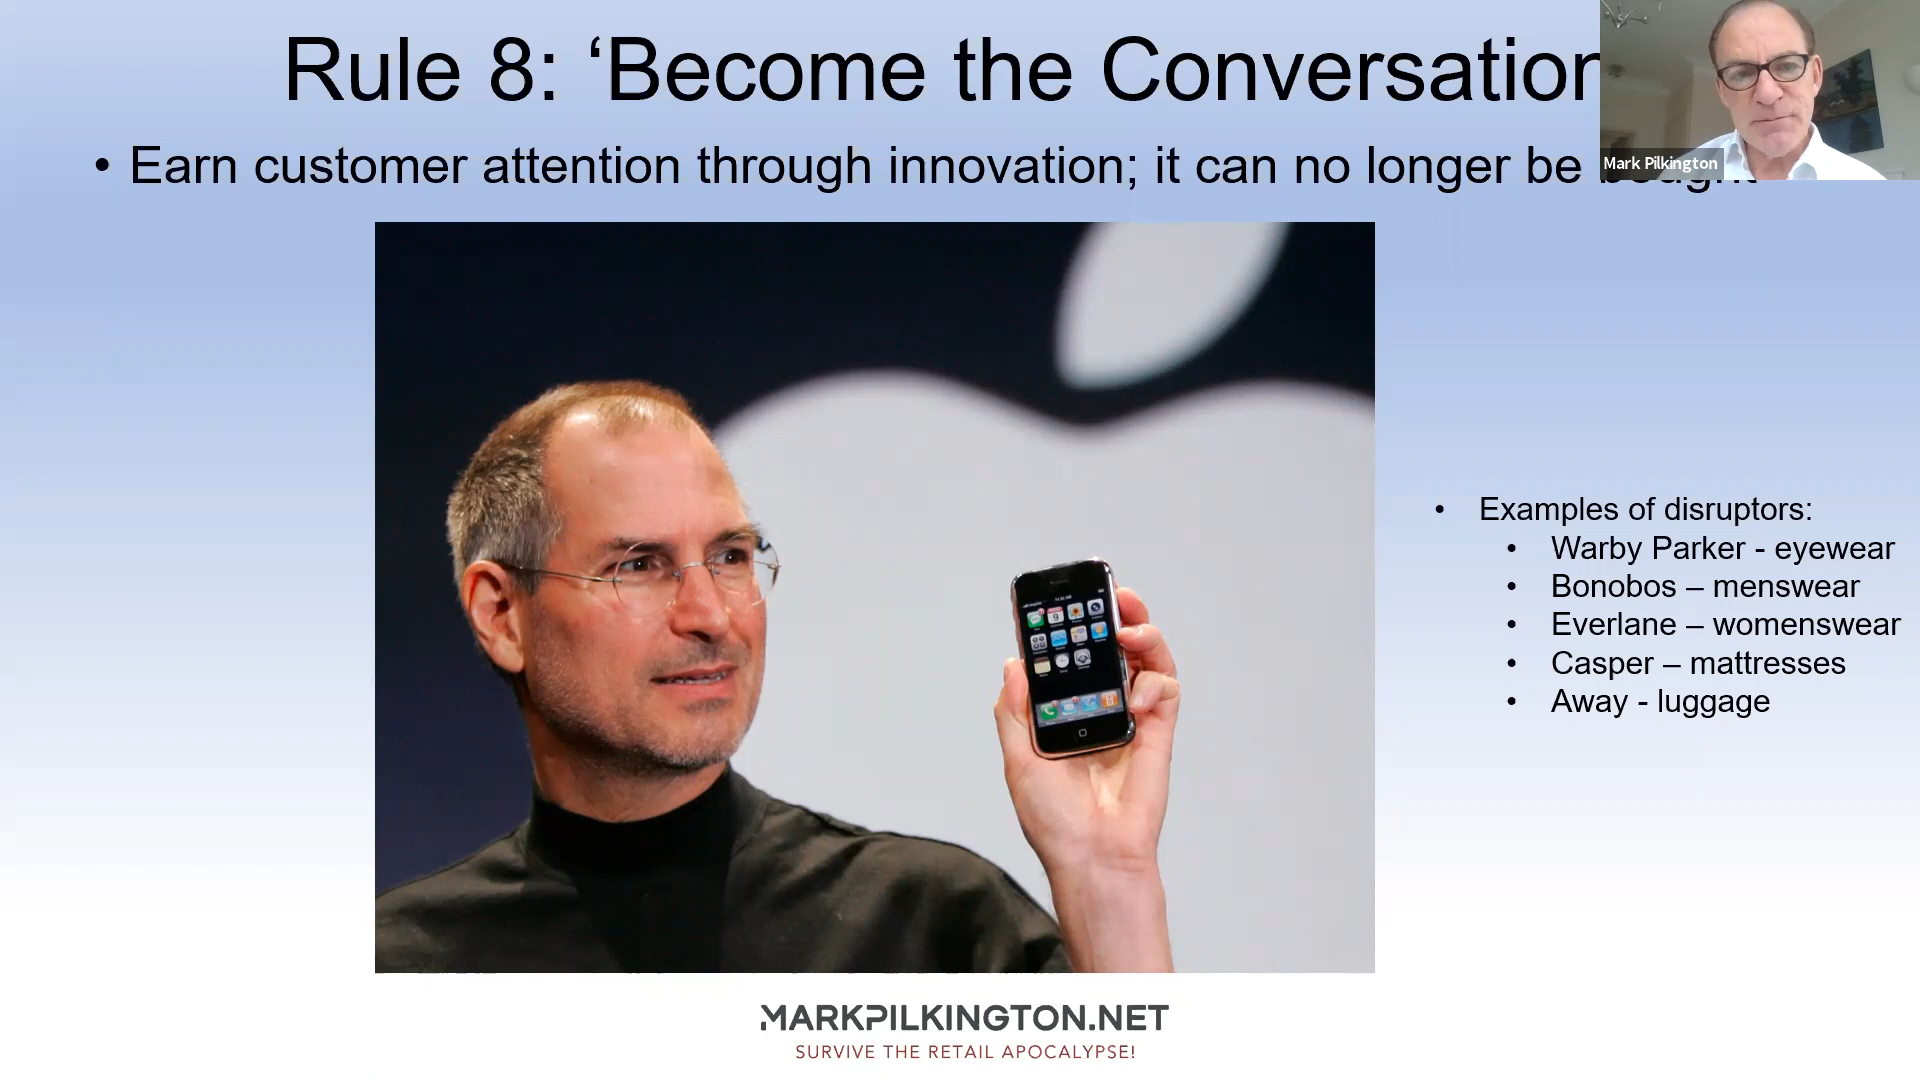 Rule 8: ‘Become the Conversation
• Earn customer attention through innovation; it can no longer be bought
Mark Pilkington
• Examples of disruptors:
• Warby Parker - eyewear
• Bonobos – menswear
• Everlane – womenswear
• Casper – mattresses
• Away - luggage
MARKPILKINGTON.NET
SURVIVE THE RETAIL APOCALYPSE!